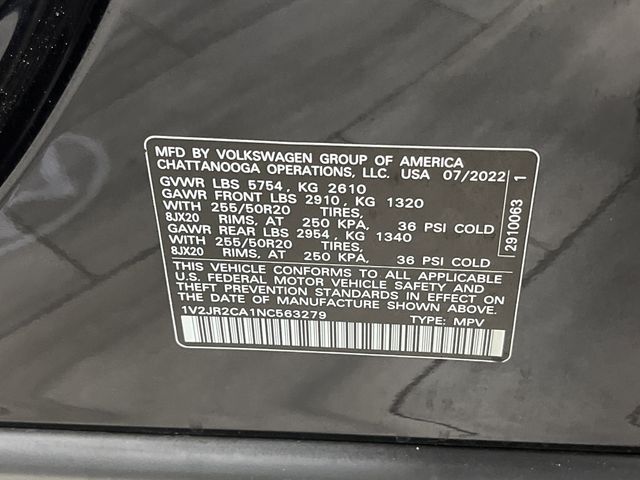 MFD BY VOLKSWAGEN GROUP OF AMERICA
CHATTANOOGA OPERATIONS, LLC. USA 07/2022
GVWR LBS 5754, KG 2610
GAWR FRONT LBS 2910, KG 1320
WITH 255/50R20 TIRES,
8JX20 RIMS, AT 250 KPA, 36 PSI COLD
GAWR REAR LBS 2954, KG 1340
WITH 255/50R20 TIRES,
8JX20 RIMS, AT 250 KPA, 36 PSI COLD
THIS VEHICLE CONFORMS TO ALL APPLICABLE
U.S. FEDERAL MOTOR VEHICLE SAFETY AND
THEFT PREVENTION STANDARDS IN EFFECT ON
THE DATE OF MANUFACTURE SHOWN ABOVE.
1V2JR2CA1NC563279 TYPE: MPV
2910063 1